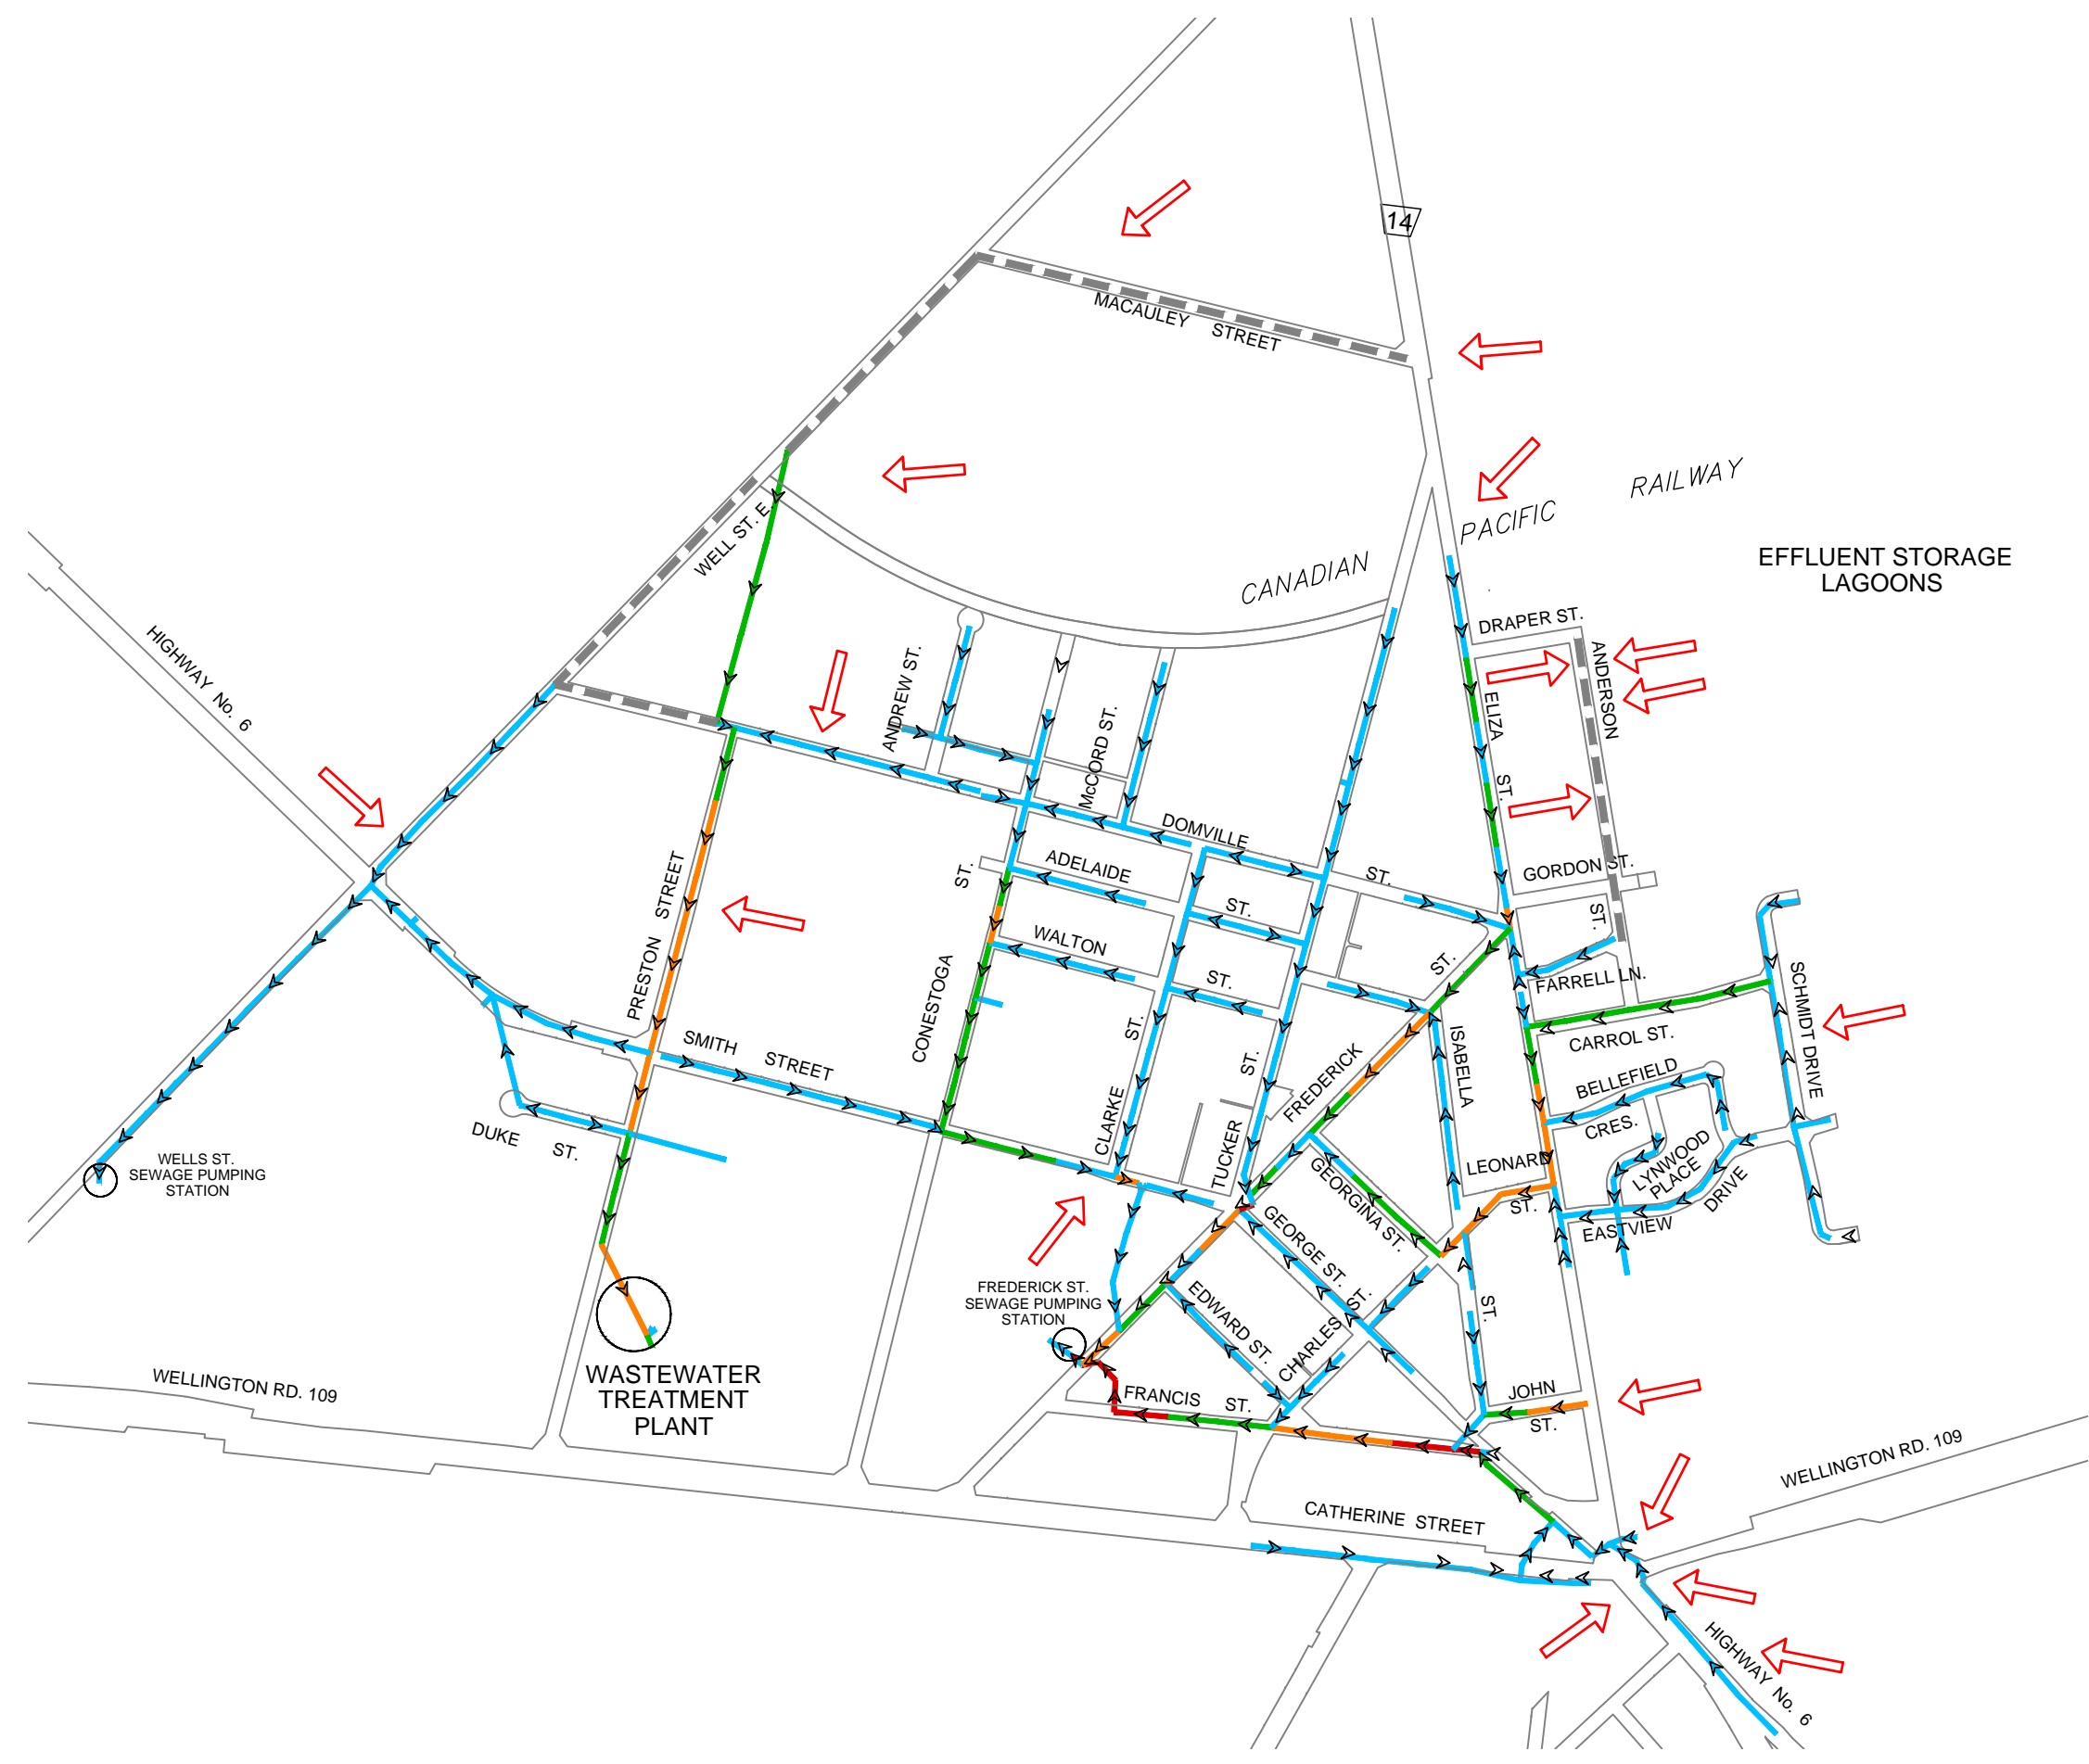 14
MACAULEY STREET
RAILWAY
PACIFIC
CANADIAN
WELL ST. E.
EFFLUENT STORAGE
LAGOONS
HIGHWAY No. 6
DRAPER ST.
ANDERSON
ST.
ELIZA
ST.
ANDREW ST.
McCORD ST.
DOMVILLE
ST.
GORDON ST.
ADELAIDE
ST.
WALTON
ST.
PRESTON STREET
CONESTOGA
ST.
CLARKE
ST.
TUCKER
ST.
FREDERICK
ST.
FARRELL LN.
CARROL ST.
SCHMIDT DRIVE
ISABELLA
ST.
BELLEFIELD
CRES.
SMITH STREET
DUKE ST.
LEONARD
ST.
LYNWOOD
PLACE
EASTVIEW
DRIVE
WELLS ST.
SEWAGE PUMPING
STATION
GEORGINA ST.
GEORGE ST.
EDWARD ST.
CHARLES
ST.
FREDERICK ST.
SEWAGE PUMPING
STATION
WASTEWATER
TREATMENT
PLANT
WELLINGTON RD. 109
FRANCIS ST.
JOHN
ST.
CATHERINE STREET
WELLINGTON RD. 109
HIGHWAY No. 6